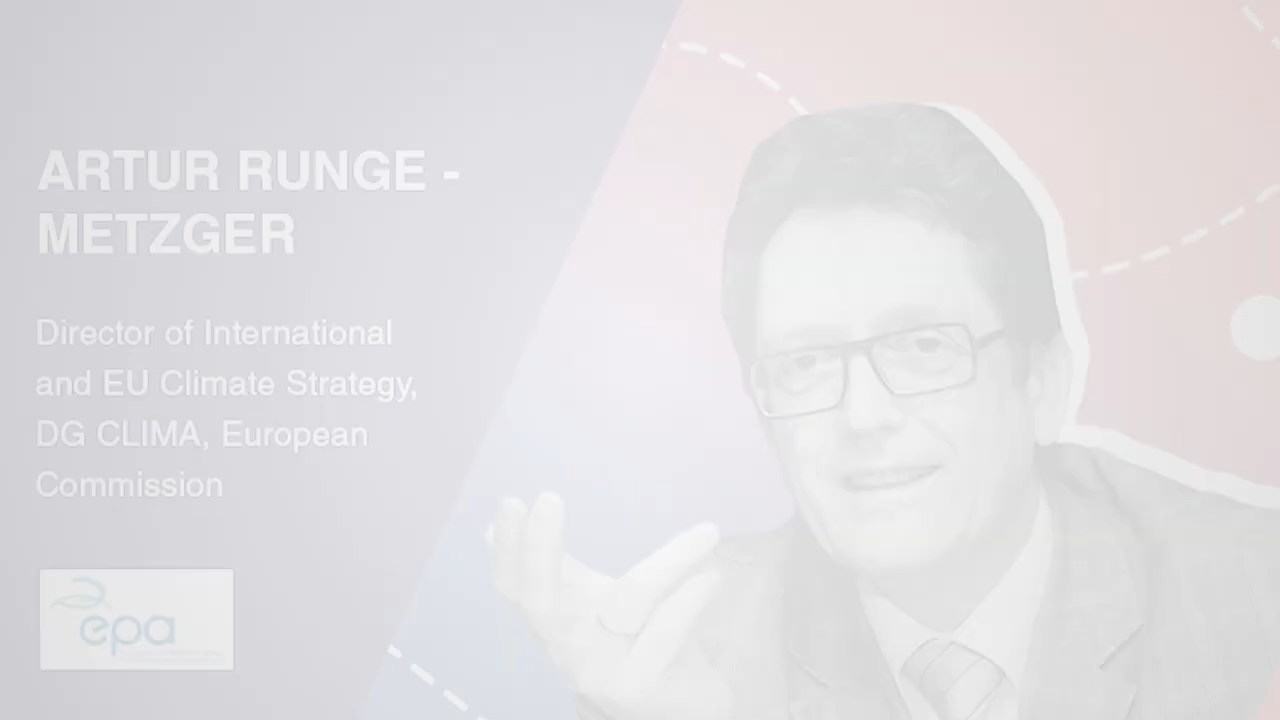 ARTUR RUNGE -
METZGER
Director of International
and EU Climate Strategy,
DG CLIMA, European
Commission
epa